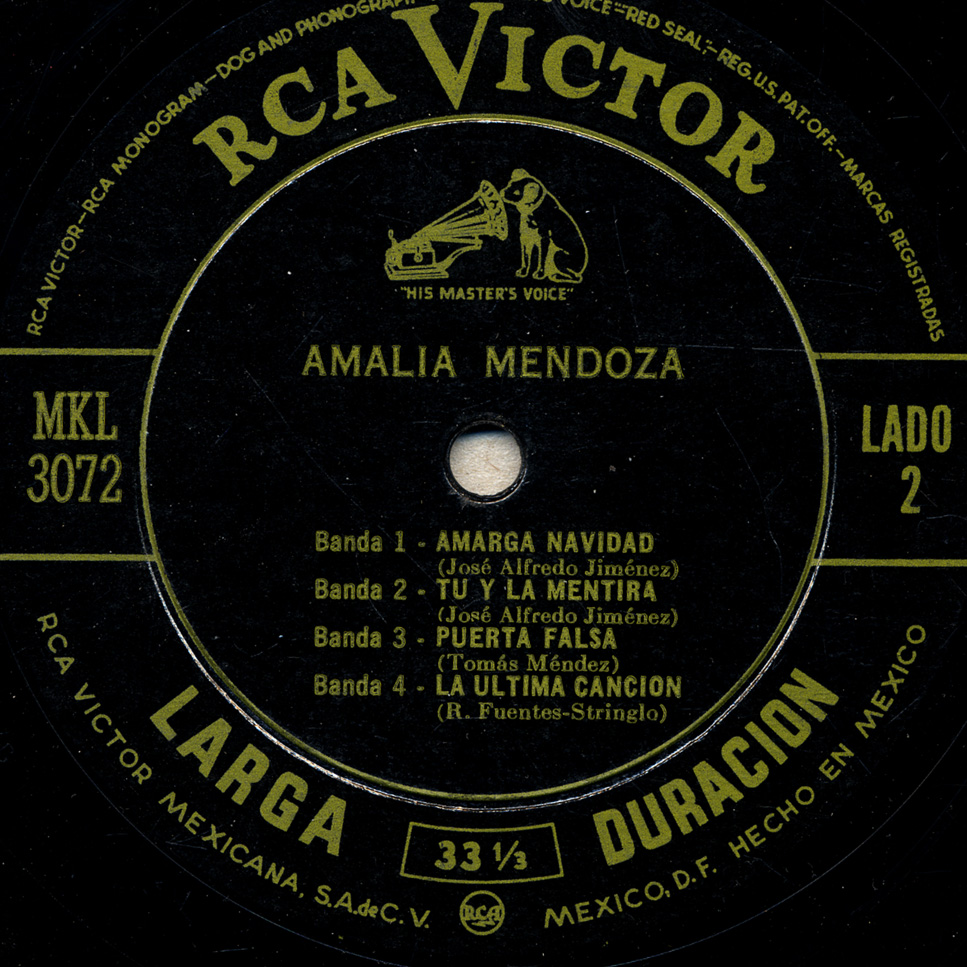 RCA VICTOR—RCA MONOGRAM—DOG AND PHONOGRAPH
VOICE"—"RED SEAL,"—REG. U.S. PAT. OFF.—MARCAS REGISTRADAS
RCA VICTOR
"HIS MASTER'S VOICE"
AMALIA MENDOZA
MKL
3072
LADO
2
Banda 1 - AMARGA NAVIDAD
(José Alfredo Jiménez)
Banda 2 - TU Y LA MENTIRA
(José Alfredo Jiménez)
Banda 3 - PUERTA FALSA
(Tomás Méndez)
Banda 4 - LA ULTIMA CANCION
(R. Fuentes-Stringlo)
LARGA DURACION
33 ⅓
RCA VICTOR MEXICANA, S.A. de C.V.
RCA
MEXICO, D.F. HECHO EN MEXICO